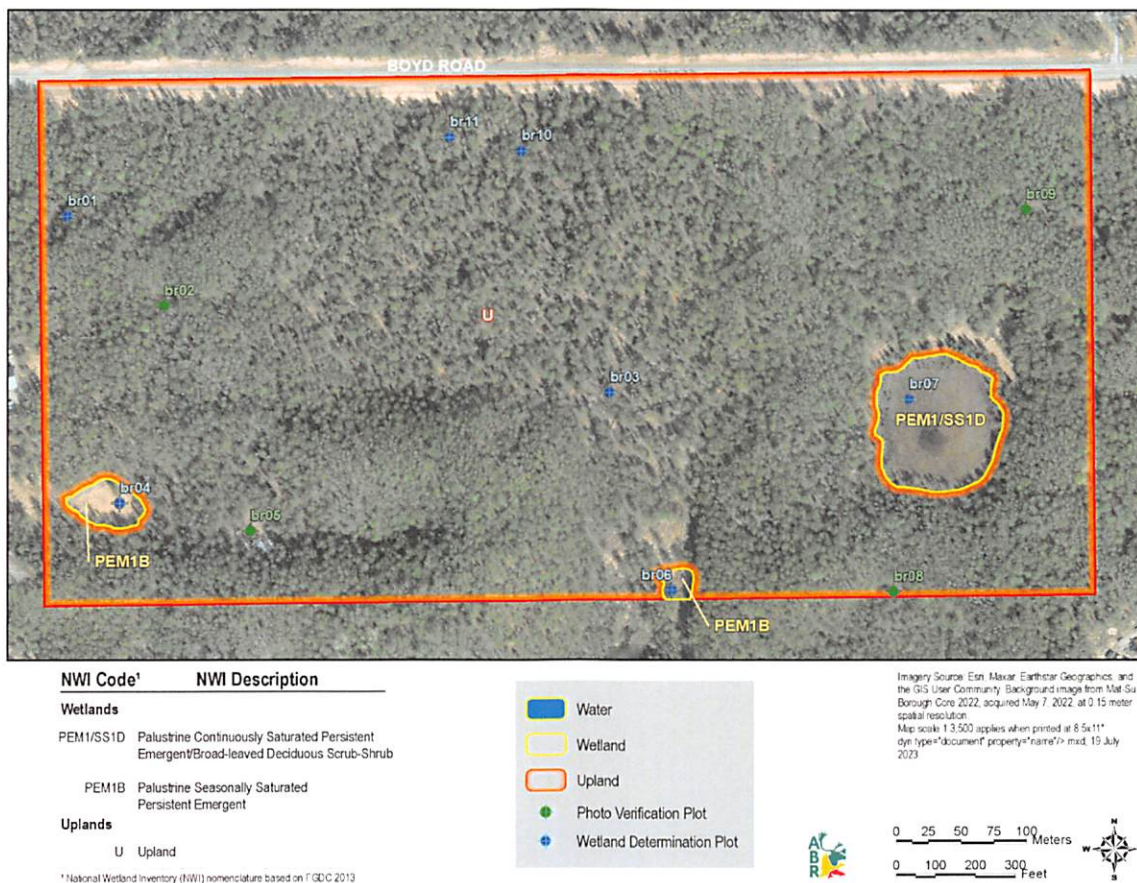 BOYD ROAD
br11
br10
br01
br09
br02
U
br03
br07
PEM1/SS1D
br04
br05
PEM1B
br06
br08
PEM1B
NWI Code¹ NWI Description
Wetlands
PEM1/SS1D Palustrine Continuously Saturated Persistent
Emergent/Broad-leaved Deciduous Scrub-Shrub
PEM1B Palustrine Seasonally Saturated
Persistent Emergent
Uplands
U Upland
¹ National Wetland Inventory (NWI) nomenclature based on FGDC 2013
Water
Wetland
Upland
Photo Verification Plot
Wetland Determination Plot
Imagery Source: Esri, Maxar, Earthstar Geographics, and
the GIS User Community. Background image from Mat-Su
Borough Core 2022, acquired May 7, 2022, at 0.15 meter
spatial resolution.
Map scale 1:3,500 applies when printed at 8.5x11"
dyn type="document" property="name"/> mxd, 19 July
2023
ABR
0 25 50 75 100 Meters
0 100 200 300 Feet
N
W E
S